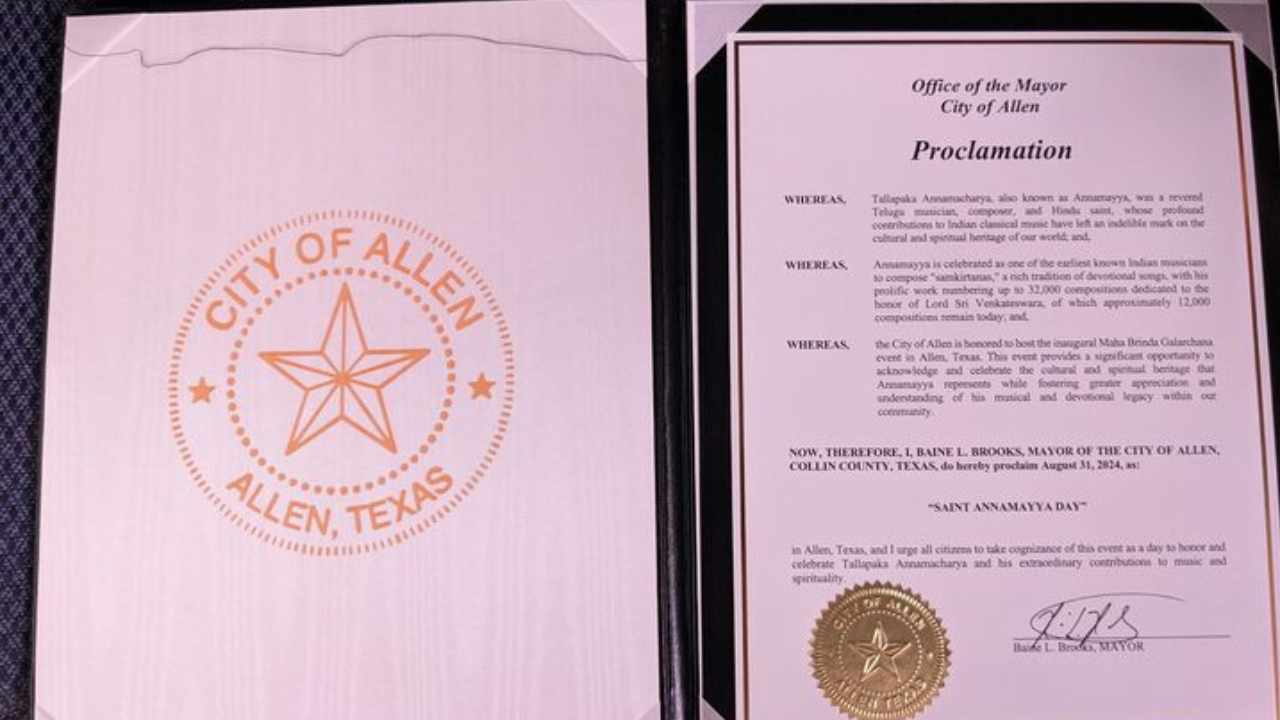 CITY OF ALLEN
ALLEN, TEXAS
Office of the Mayor
City of Allen
Proclamation
WHEREAS, Tallapaka Annamacharya, also known as Annamayya, was a revered
Telugu musician, composer, and Hindu saint, whose profound
contributions to Indian classical music have left an indelible mark on the
cultural and spiritual heritage of our world; and,
WHEREAS, Annamayya is celebrated as one of the earliest known Indian musicians
to compose "samkirtanas," a rich tradition of devotional songs, with his
prolific work numbering up to 32,000 compositions dedicated to the
honor of Lord Sri Venkateswara, of which approximately 12,000
compositions remain today; and,
WHEREAS, the City of Allen is honored to host the inaugural Maha Brinda Galarchana
event in Allen, Texas. This event provides a significant opportunity to
acknowledge and celebrate the cultural and spiritual heritage that
Annamayya represents while fostering greater appreciation and
understanding of his musical and devotional legacy within our
community.
NOW, THEREFORE, I, BAINE L. BROOKS, MAYOR OF THE CITY OF ALLEN,
COLLIN COUNTY, TEXAS, do hereby proclaim August 31, 2024, as:
“SAINT ANNAMAYYA DAY”
in Allen, Texas, and I urge all citizens to take cognizance of this event as a day to honor and
celebrate Tallapaka Annamacharya and his extraordinary contributions to music and
spirituality.
CITY OF ALLEN
ALLEN TEXAS
Baine L. Brooks, MAYOR